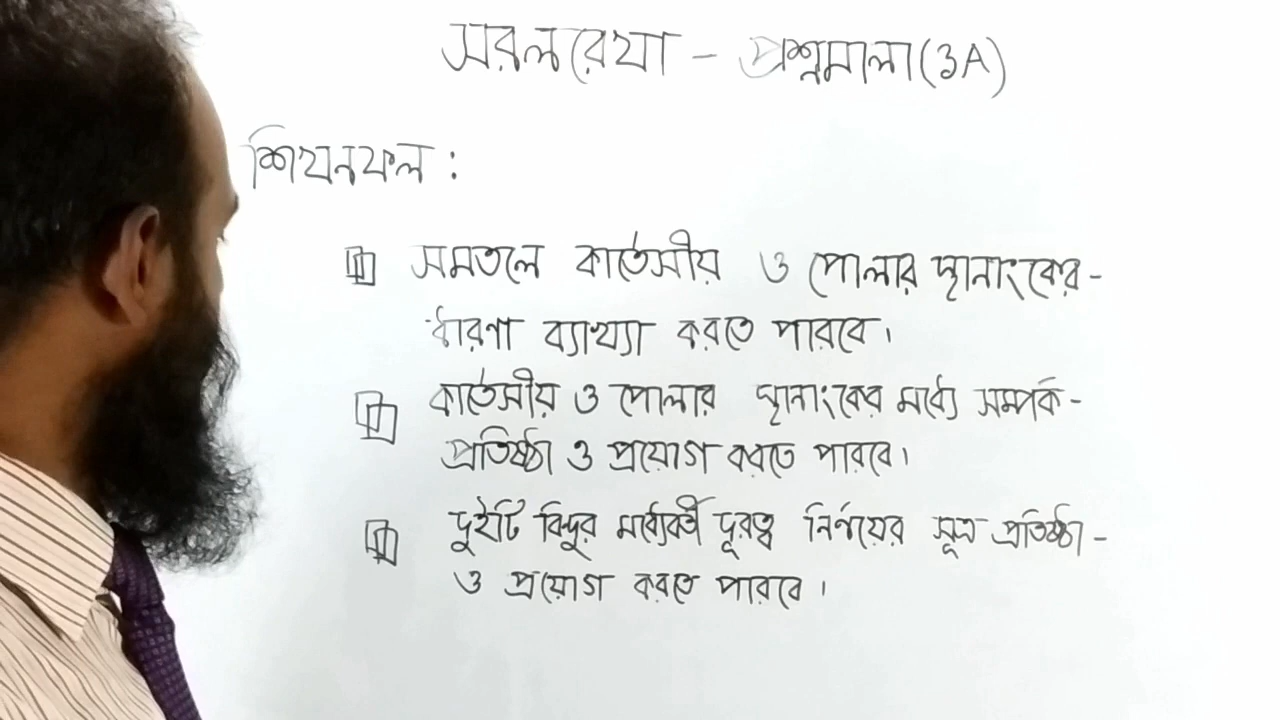 সরলরেখা - প্রশ্নমালা (3A)
শিখনফল :
সমতলে কার্তেসীয় ও পোলার স্থানাংকের -
ধারণা ব্যাখ্যা করতে পারবে।
কার্তেসীয় ও পোলার স্থানাংকের মধ্যে সম্পর্ক -
প্রতিষ্ঠা ও প্রয়োগ করতে পারবে।
দুইটি বিন্দুর মধ্যেবর্তী দূরত্ব নির্ণয়ের সূত্র প্রতিষ্ঠা -
ও প্রয়োগ করতে পারবে।